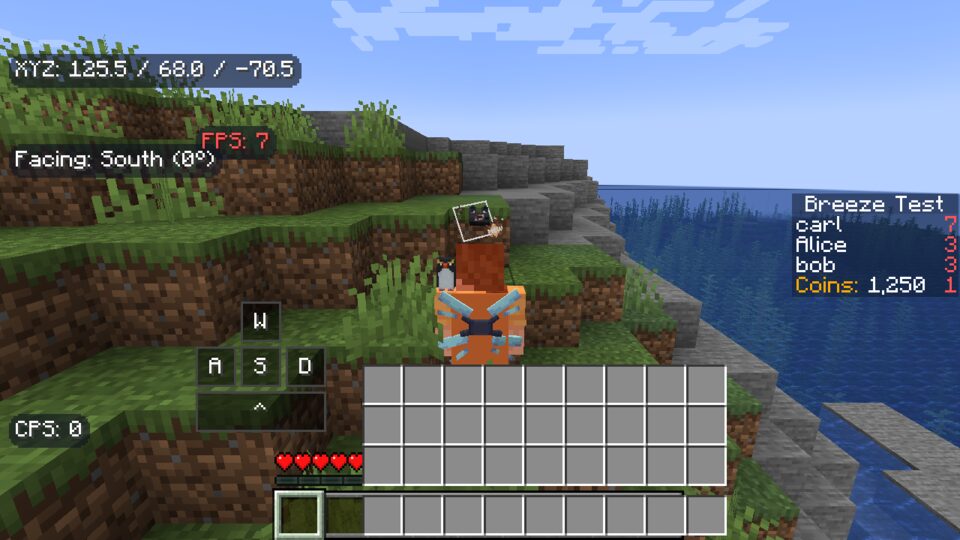 XYZ: 125.5 / 68.0 / -70.5
FPS: 7
Facing: South (0°)
Breeze Test
carl 7
Alice 3
bob 3
Coins: 1,250 1
W
A S D
^
CPS: 0